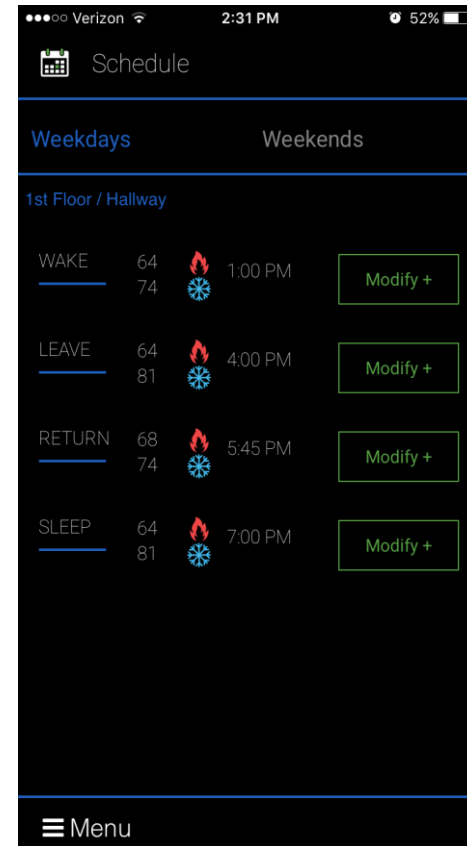 Verizon 2:31 PM 52%
Schedule
Weekdays Weekends
1st Floor / Hallway
WAKE 64 1:00 PM Modify +
74
LEAVE 64 4:00 PM Modify +
81
RETURN 68 5:45 PM Modify +
74
SLEEP 64 7:00 PM Modify +
81
Menu